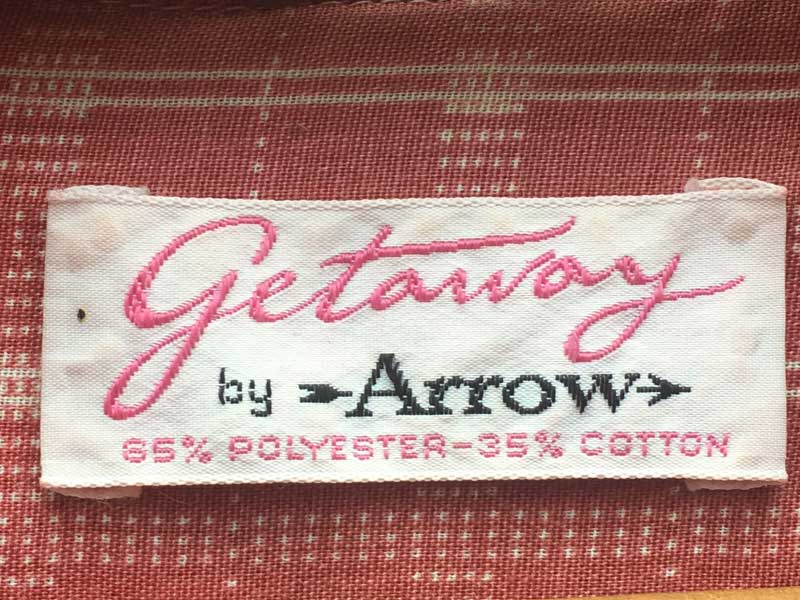 Getaway
by Arrow
65% POLYESTER-35% COTTON